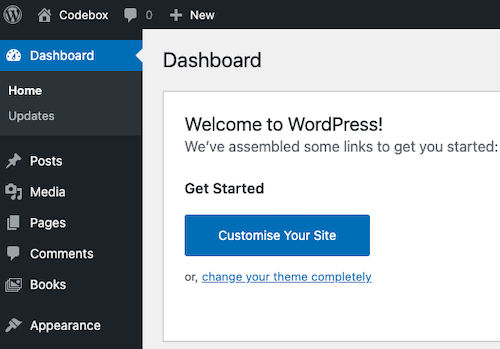 Codebox 0 New
Dashboard
Home
Updates
Posts
Media
Pages
Comments
Books
Appearance
Dashboard
Welcome to WordPress!
We've assembled some links to get you started:
Get Started
Customise Your Site
or, change your theme completely